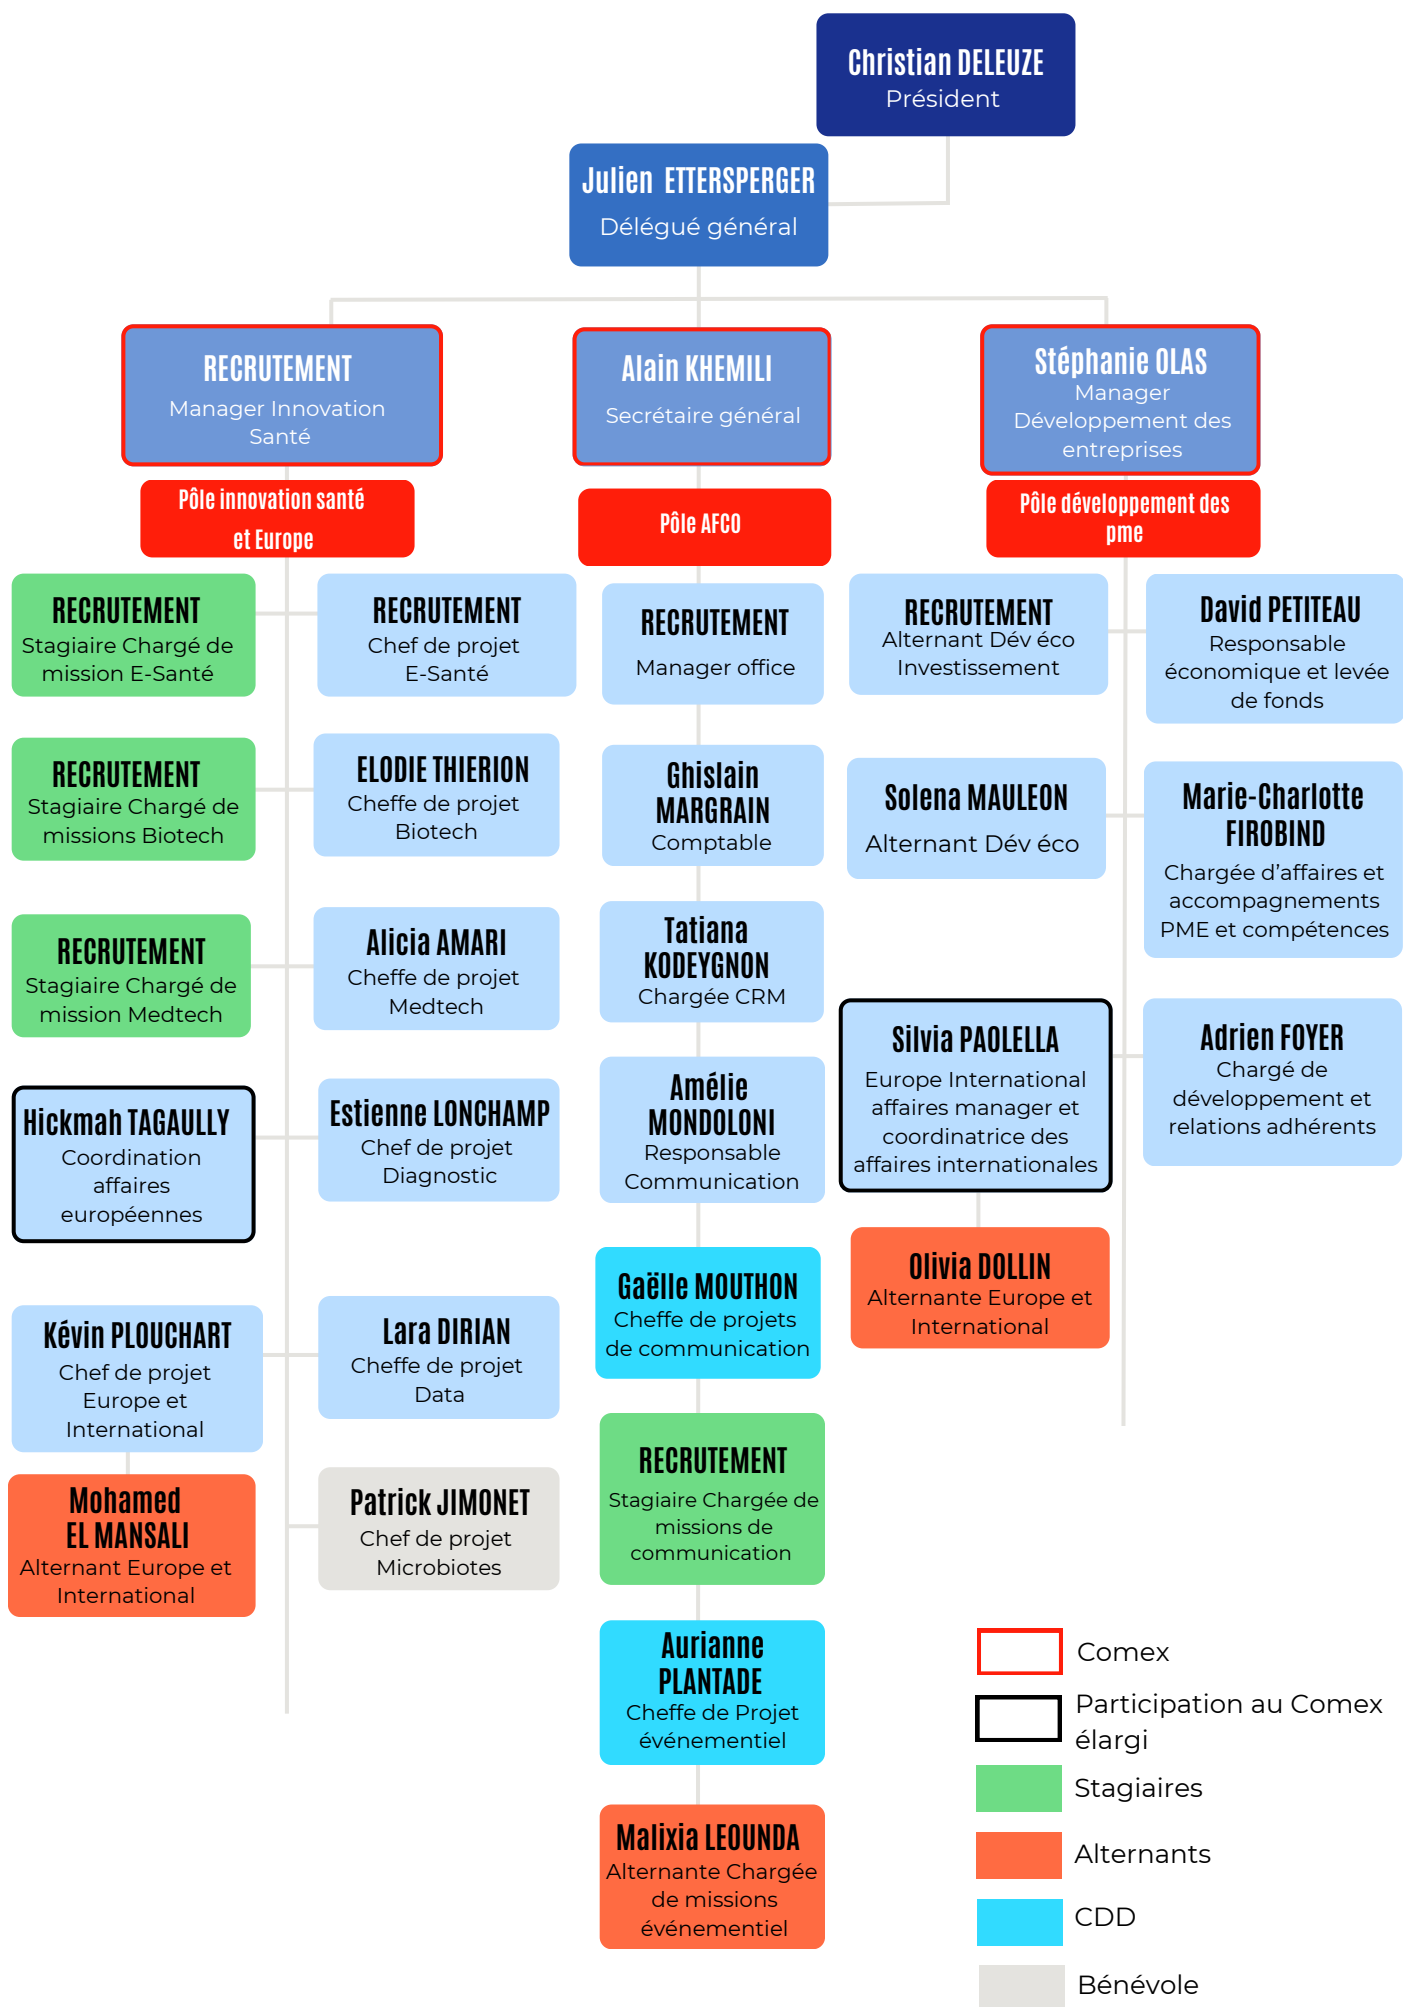 Christian DELEUZE
Président
Julien ETTERSPERGER
Délégué général
RECRUTEMENT
Manager Innovation
Santé
Alain KHEMILI
Secrétaire général
Stéphanie OLAS
Manager
Développement des
entreprises
Pôle innovation santé
et Europe
RECRUTEMENT
Stagiaire Chargé de
mission E-Santé
RECRUTEMENT
Chef de projet
E-Santé
RECRUTEMENT
Stagiaire Chargé de
missions Biotech
ELODIE THIERION
Cheffe de projet
Biotech
RECRUTEMENT
Stagiaire Chargé de
mission Medtech
Alicia AMARI
Cheffe de projet
Medtech
Hickmah TAGAULLY
Coordination
affaires
européennes
Estienne LONCHAMP
Chef de projet
Diagnostic
Kévin PLOUCHART
Chef de projet
Europe et
International
Lara DIRIAN
Cheffe de projet
Data
Mohamed
EL MANSALI
Alternant Europe et
International
Patrick JIMONET
Chef de projet
Microbiotes
Pôle AFCO
RECRUTEMENT
Manager office
Ghislain
MARGRAIN
Comptable
Tatiana
KODEYGNON
Chargée CRM
Amélie
MONDOLONI
Responsable
Communication
Gaëlle MOUTHON
Cheffe de projets
de communication
RECRUTEMENT
Stagiaire Chargée de
missions de
communication
Aurianne
PLANTADE
Cheffe de Projet
événementiel
Malixia LEOUNDA
Alternante Chargée
de missions
événementiel
Pôle développement des
pme
RECRUTEMENT
Alternant Dév éco
Investissement
David PETITEAU
Responsable
économique et levée
de fonds
Solena MAULEON
Alternant Dév éco
Marie-Charlotte
FIROBIND
Chargée d’affaires et
accompagnements
PME et compétences
Silvia PAOLELLA
Europe International
affaires manager et
coordinatrice des
affaires internationales
Adrien FOYER
Chargé de
développement et
relations adhérents
Olivia DOLLIN
Alternante Europe et
International
Comex
Participation au Comex
élargi
Stagiaires
Alternants
CDD
Bénévole